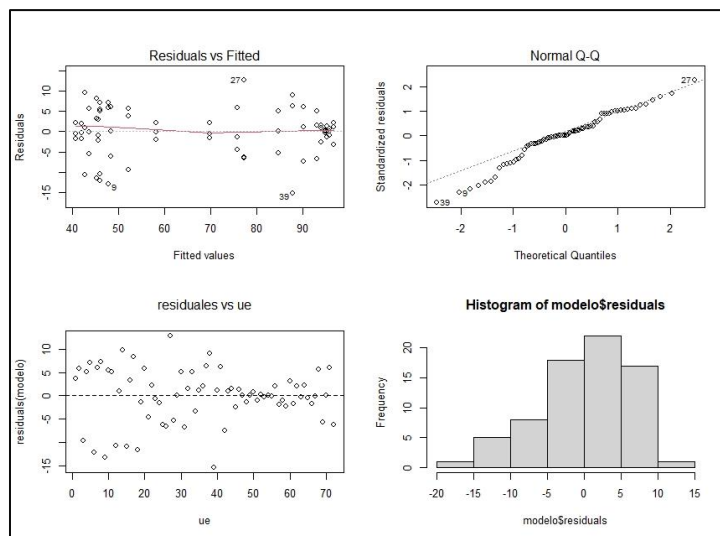 Residuals vs Fitted
Residuals
15
5
0
-5
-15
27
9
39
40 50 60 70 80 90
Fitted values
Normal Q-Q
Standardized residuals
2
1
0
-1
-2
27
9
39
-2 -1 0 1 2
Theoretical Quantiles
residuales vs ue
residuals(modelo)
10
5
0
-5
-15
0 10 20 30 40 50 60 70
ue
Histogram of modelo$residuals
Frequency
20
15
10
5
0
-20 -15 -10 -5 0 5 10 15
modelo$residuals